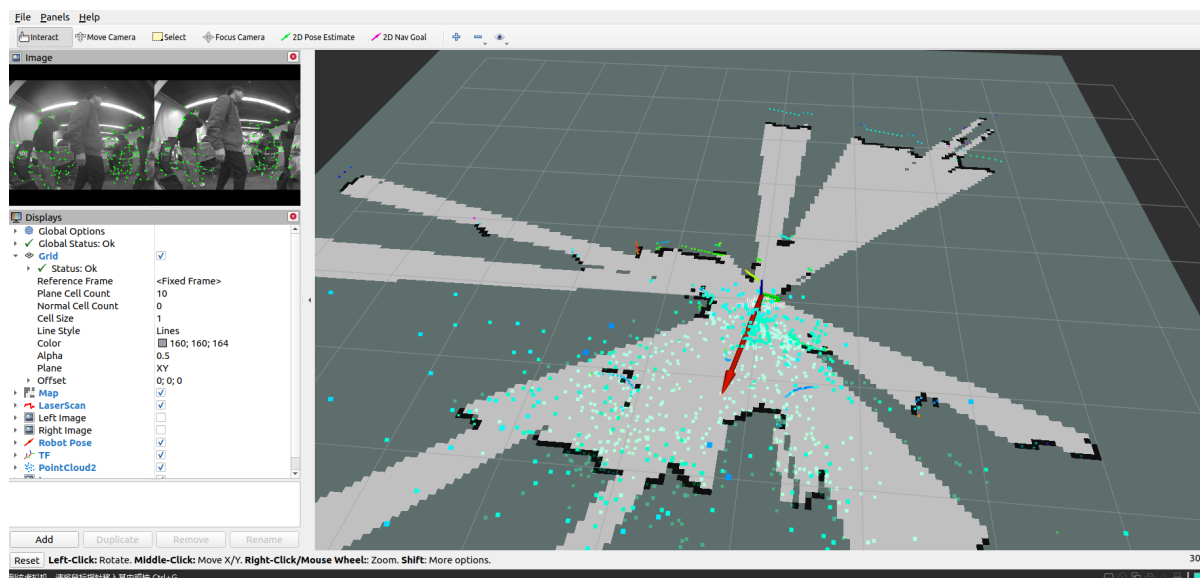 File Panels Help
Interact Move Camera Select Focus Camera 2D Pose Estimate 2D Nav Goal
Image
Displays
Global Options
Global Status: Ok
Grid
Status: Ok
Reference Frame <Fixed Frame>
Plane Cell Count 10
Normal Cell Count 0
Cell Size 1
Line Style Lines
Color 160; 160; 164
Alpha 0.5
Plane XY
Offset 0; 0; 0
Map
LaserScan
Left Image
Right Image
Robot Pose
TF
PointCloud2
Add Duplicate Remove Rename
Reset Left-Click: Rotate. Middle-Click: Move X/Y. Right-Click/Mouse Wheel:: Zoom. Shift: More options. 30